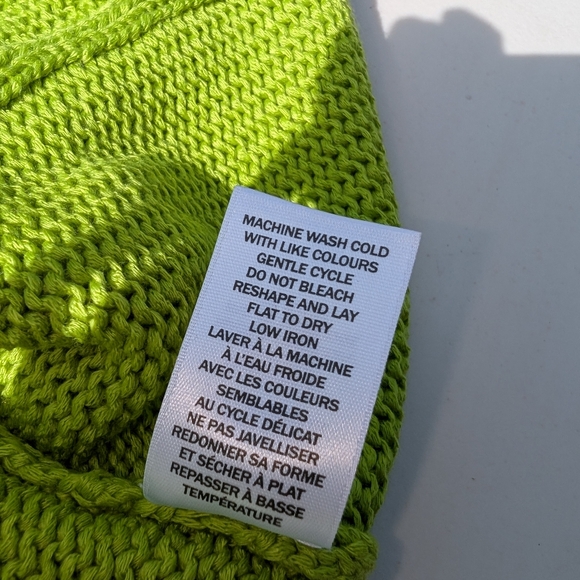 MACHINE WASH COLD
WITH LIKE COLOURS
GENTLE CYCLE
DO NOT BLEACH
RESHAPE AND LAY
FLAT TO DRY
LOW IRON
LAVER À LA MACHINE
À L'EAU FROIDE
AVEC LES COULEURS
SEMBLABLES
AU CYCLE DÉLICAT
NE PAS JAVELLISER
REDONNER SA FORME
ET SÉCHER À PLAT
REPASSER À BASSE
TEMPÉRATURE